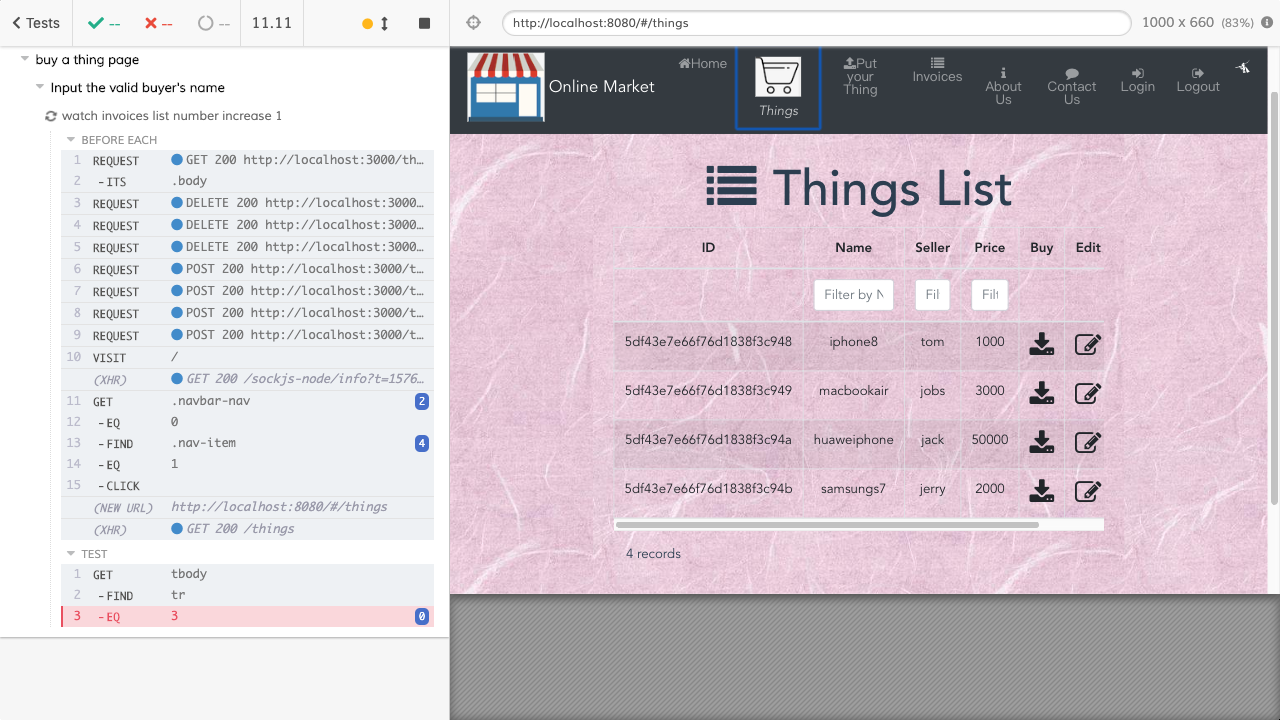 Tests
--
--
--
11.11
http://localhost:8080/#/things
1000 x 660 (83%)
buy a thing page
Input the valid buyer's name
watch invoices list number increase 1
BEFORE EACH
1 REQUEST GET 200 http://localhost:3000/th…
2 - ITS .body
3 REQUEST DELETE 200 http://localhost:3000…
4 REQUEST DELETE 200 http://localhost:3000…
5 REQUEST DELETE 200 http://localhost:3000…
6 REQUEST POST 200 http://localhost:3000/t…
7 REQUEST POST 200 http://localhost:3000/t…
8 REQUEST POST 200 http://localhost:3000/t…
9 REQUEST POST 200 http://localhost:3000/t…
10 VISIT /
(XHR) GET 200 /sockjs-node/info?t=1576…
11 GET .navbar-nav 2
12 - EQ 0
13 - FIND .nav-item 4
14 - EQ 1
15 - CLICK
(NEW URL) http://localhost:8080/#/things
(XHR) GET 200 /things
TEST
1 GET tbody
2 - FIND tr
3 - EQ 3 0
Online Market
Home
Things
Put
your
Thing
Invoices
About
Us
Contact
Us
Login
Logout
Things List
ID Name Seller Price Buy Edit
Filter by N Fil Filt
5df43e7e66f76d1838f3c948 iphone8 tom 1000
5df43e7e66f76d1838f3c949 macbookair jobs 3000
5df43e7e66f76d1838f3c94a huaweiphone jack 50000
5df43e7e66f76d1838f3c94b samsungs7 jerry 2000
4 records